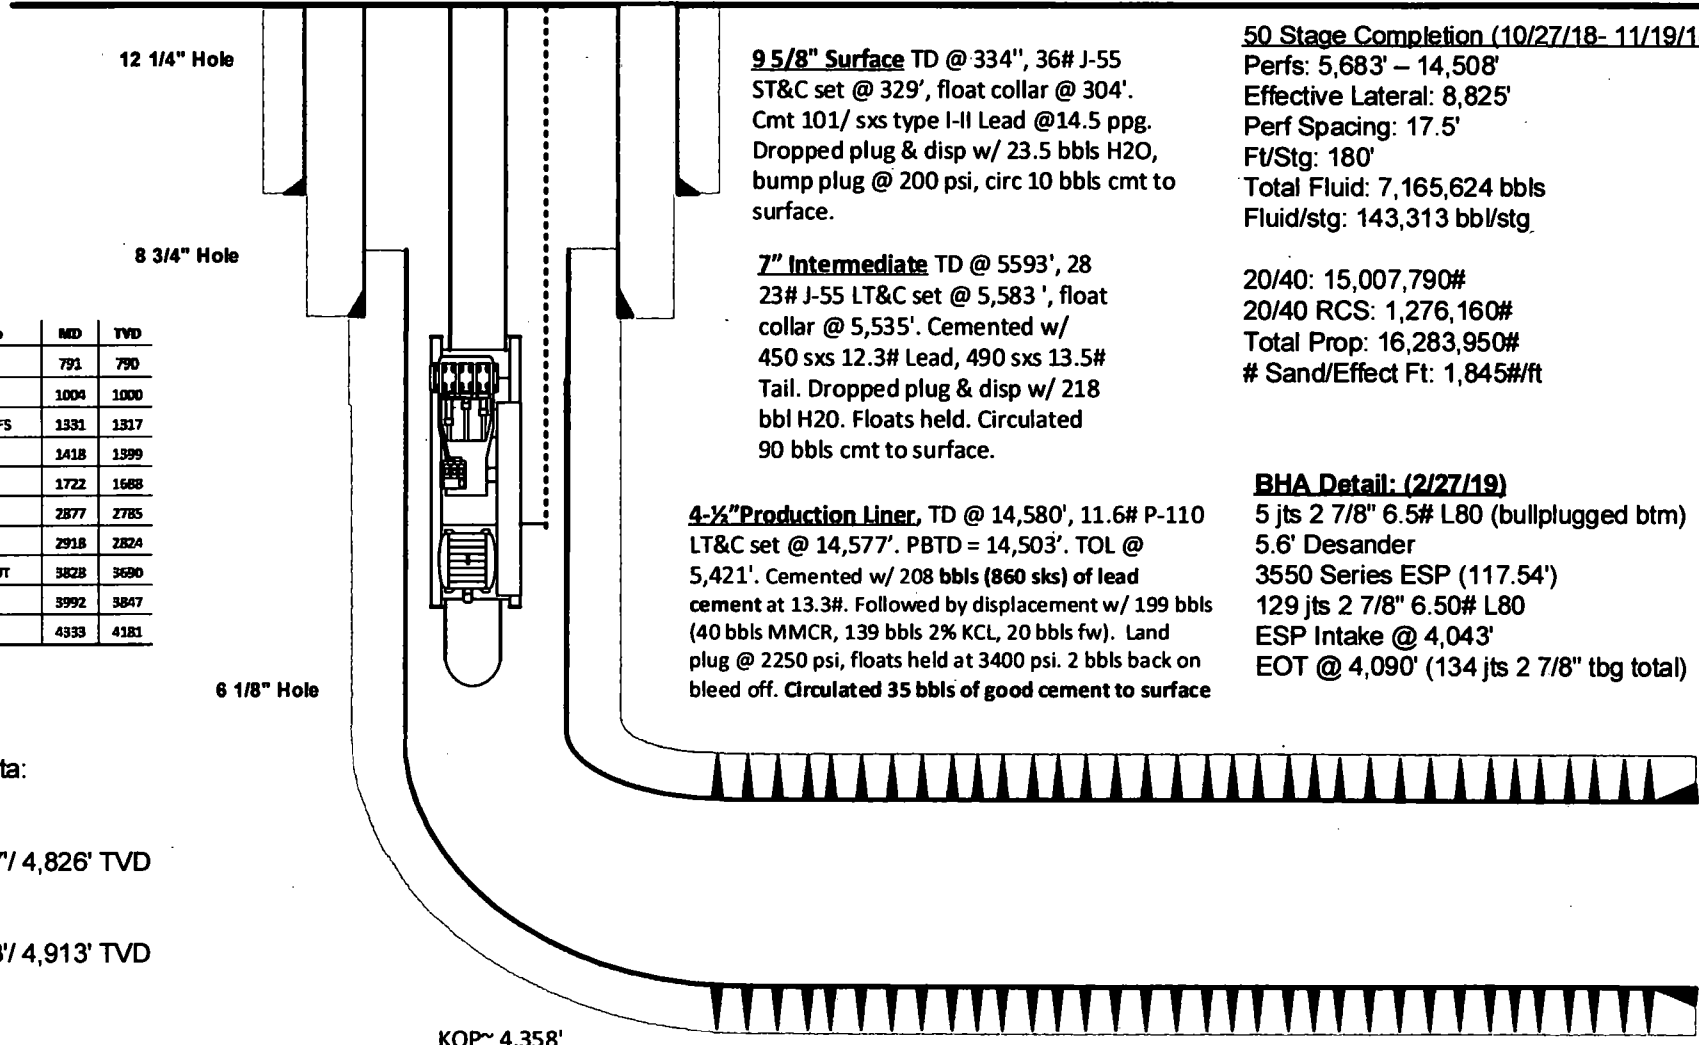 12 1/4" Hole
8 3/4" Hole
MD TVD
791 790
1004 1000
FS 1331 1317
1418 1399
1722 1688
2877 2785
2918 2824
3828 3690
3992 3847
4333 4181
6 1/8" Hole
ta:
/ 4,826' TVD
/ 4,913' TVD
KOP~ 4,358'
9 5/8" Surface TD @ 334", 36# J-55
ST&C set @ 329', float collar @ 304'.
Cmt 101/ sxs type I-II Lead @14.5 ppg.
Dropped plug & disp w/ 23.5 bbls H2O,
bump plug @ 200 psi, circ 10 bbls cmt to
surface.
7" Intermediate TD @ 5593', 28
23# J-55 LT&C set @ 5,583 ', float
collar @ 5,535'. Cemented w/
450 sxs 12.3# Lead, 490 sxs 13.5#
Tail. Dropped plug & disp w/ 218
bbl H20. Floats held. Circulated
90 bbls cmt to surface.
4-½"Production Liner, TD @ 14,580', 11.6# P-110
LT&C set @ 14,577'. PBTD = 14,503'. TOL @
5,421'. Cemented w/ 208 bbls (860 sks) of lead
cement at 13.3#. Followed by displacement w/ 199 bbls
(40 bbls MMCR, 139 bbls 2% KCL, 20 bbls fw). Land
plug @ 2250 psi, floats held at 3400 psi. 2 bbls back on
bleed off. Circulated 35 bbls of good cement to surface
50 Stage Completion (10/27/18- 11/19/1
Perfs: 5,683' – 14,508'
Effective Lateral: 8,825'
Perf Spacing: 17.5'
Ft/Stg: 180'
Total Fluid: 7,165,624 bbls
Fluid/stg: 143,313 bbl/stg
20/40: 15,007,790#
20/40 RCS: 1,276,160#
Total Prop: 16,283,950#
# Sand/Effect Ft: 1,845#/ft
BHA Detail: (2/27/19)
5 jts 2 7/8" 6.5# L80 (bullplugged btm)
5.6' Desander
3550 Series ESP (117.54')
129 jts 2 7/8" 6.50# L80
ESP Intake @ 4,043'
EOT @ 4,090' (134 jts 2 7/8" tbg total)